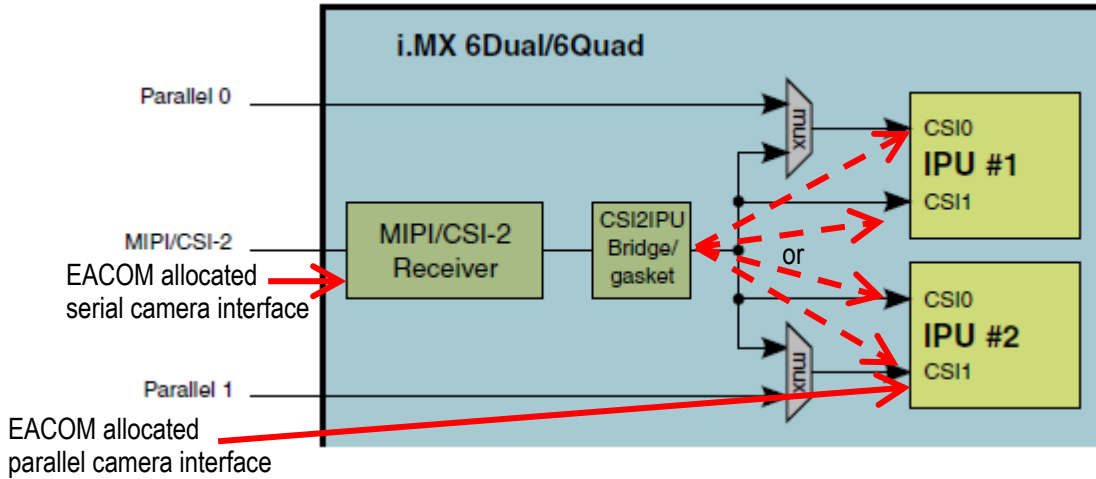 i.MX 6Dual/6Quad
Parallel 0
mux
CSI0
IPU #1
CSI1
MIPI/CSI-2
MIPI/CSI-2
Receiver
CSI2IPU
Bridge/
gasket
or
EACOM allocated
serial camera interface
CSI0
IPU #2
CSI1
mux
Parallel 1
EACOM allocated
parallel camera interface